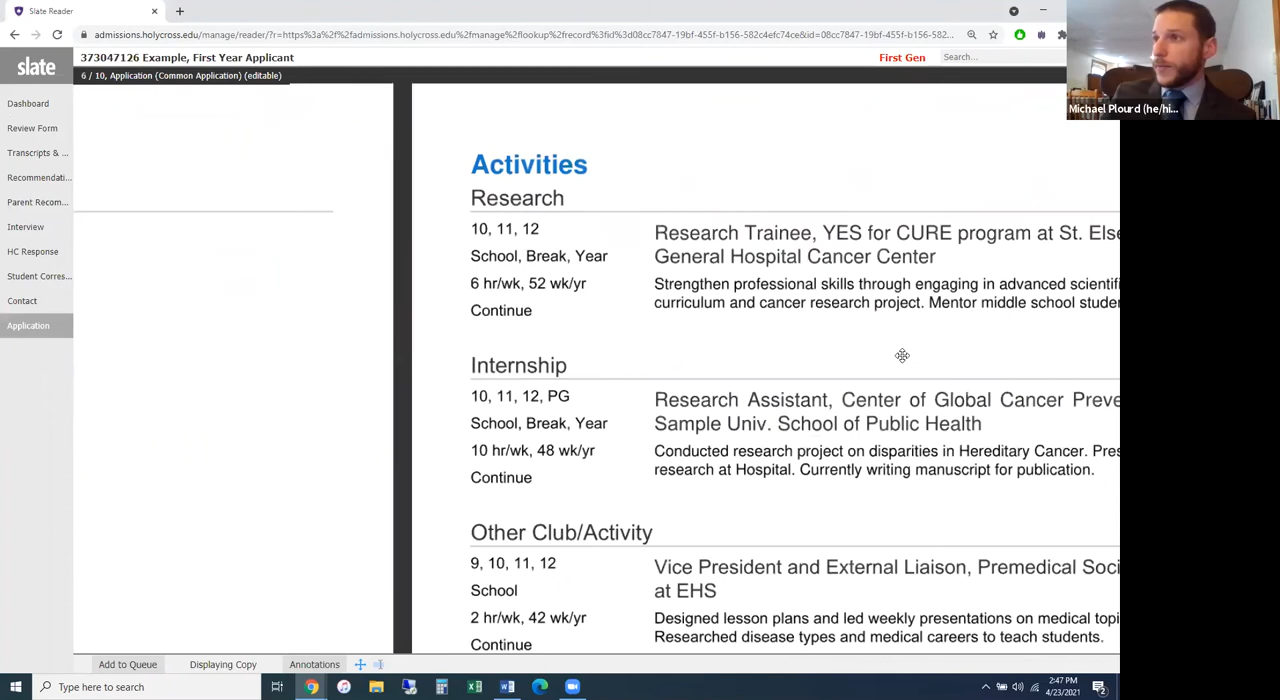 Slate Reader
admissions.holycross.edu/manage/reader/?r=https%3a%2f%2fadmissions.holycross.edu%2fmanage%2flookup%2frecord%3fid%3d08cc7847-19bf-455f-b156-582c4efc74ce&id=08cc7847-19bf-455f-b156-582...
373047126 Example, First Year Applicant
First Gen
Search...
slate
6 / 10, Application (Common Application) (editable)
Michael Plourd (he/hi...
Dashboard
Review Form
Transcripts & ...
Recommendati...
Parent Recom...
Interview
HC Response
Student Corres...
Contact
Application
Activities
Research
10, 11, 12
School, Break, Year
6 hr/wk, 52 wk/yr
Continue
Research Trainee, YES for CURE program at St. Else
General Hospital Cancer Center
Strengthen professional skills through engaging in advanced scientifi
curriculum and cancer research project. Mentor middle school studen
Internship
10, 11, 12, PG
School, Break, Year
10 hr/wk, 48 wk/yr
Continue
Research Assistant, Center of Global Cancer Preve
Sample Univ. School of Public Health
Conducted research project on disparities in Hereditary Cancer. Pres
research at Hospital. Currently writing manuscript for publication.
Other Club/Activity
9, 10, 11, 12
School
2 hr/wk, 42 wk/yr
Continue
Vice President and External Liaison, Premedical Soci
at EHS
Designed lesson plans and led weekly presentations on medical topi
Researched disease types and medical careers to teach students.
Add to Queue
Displaying Copy
Annotations
Type here to search
2:47 PM
4/23/2021
2